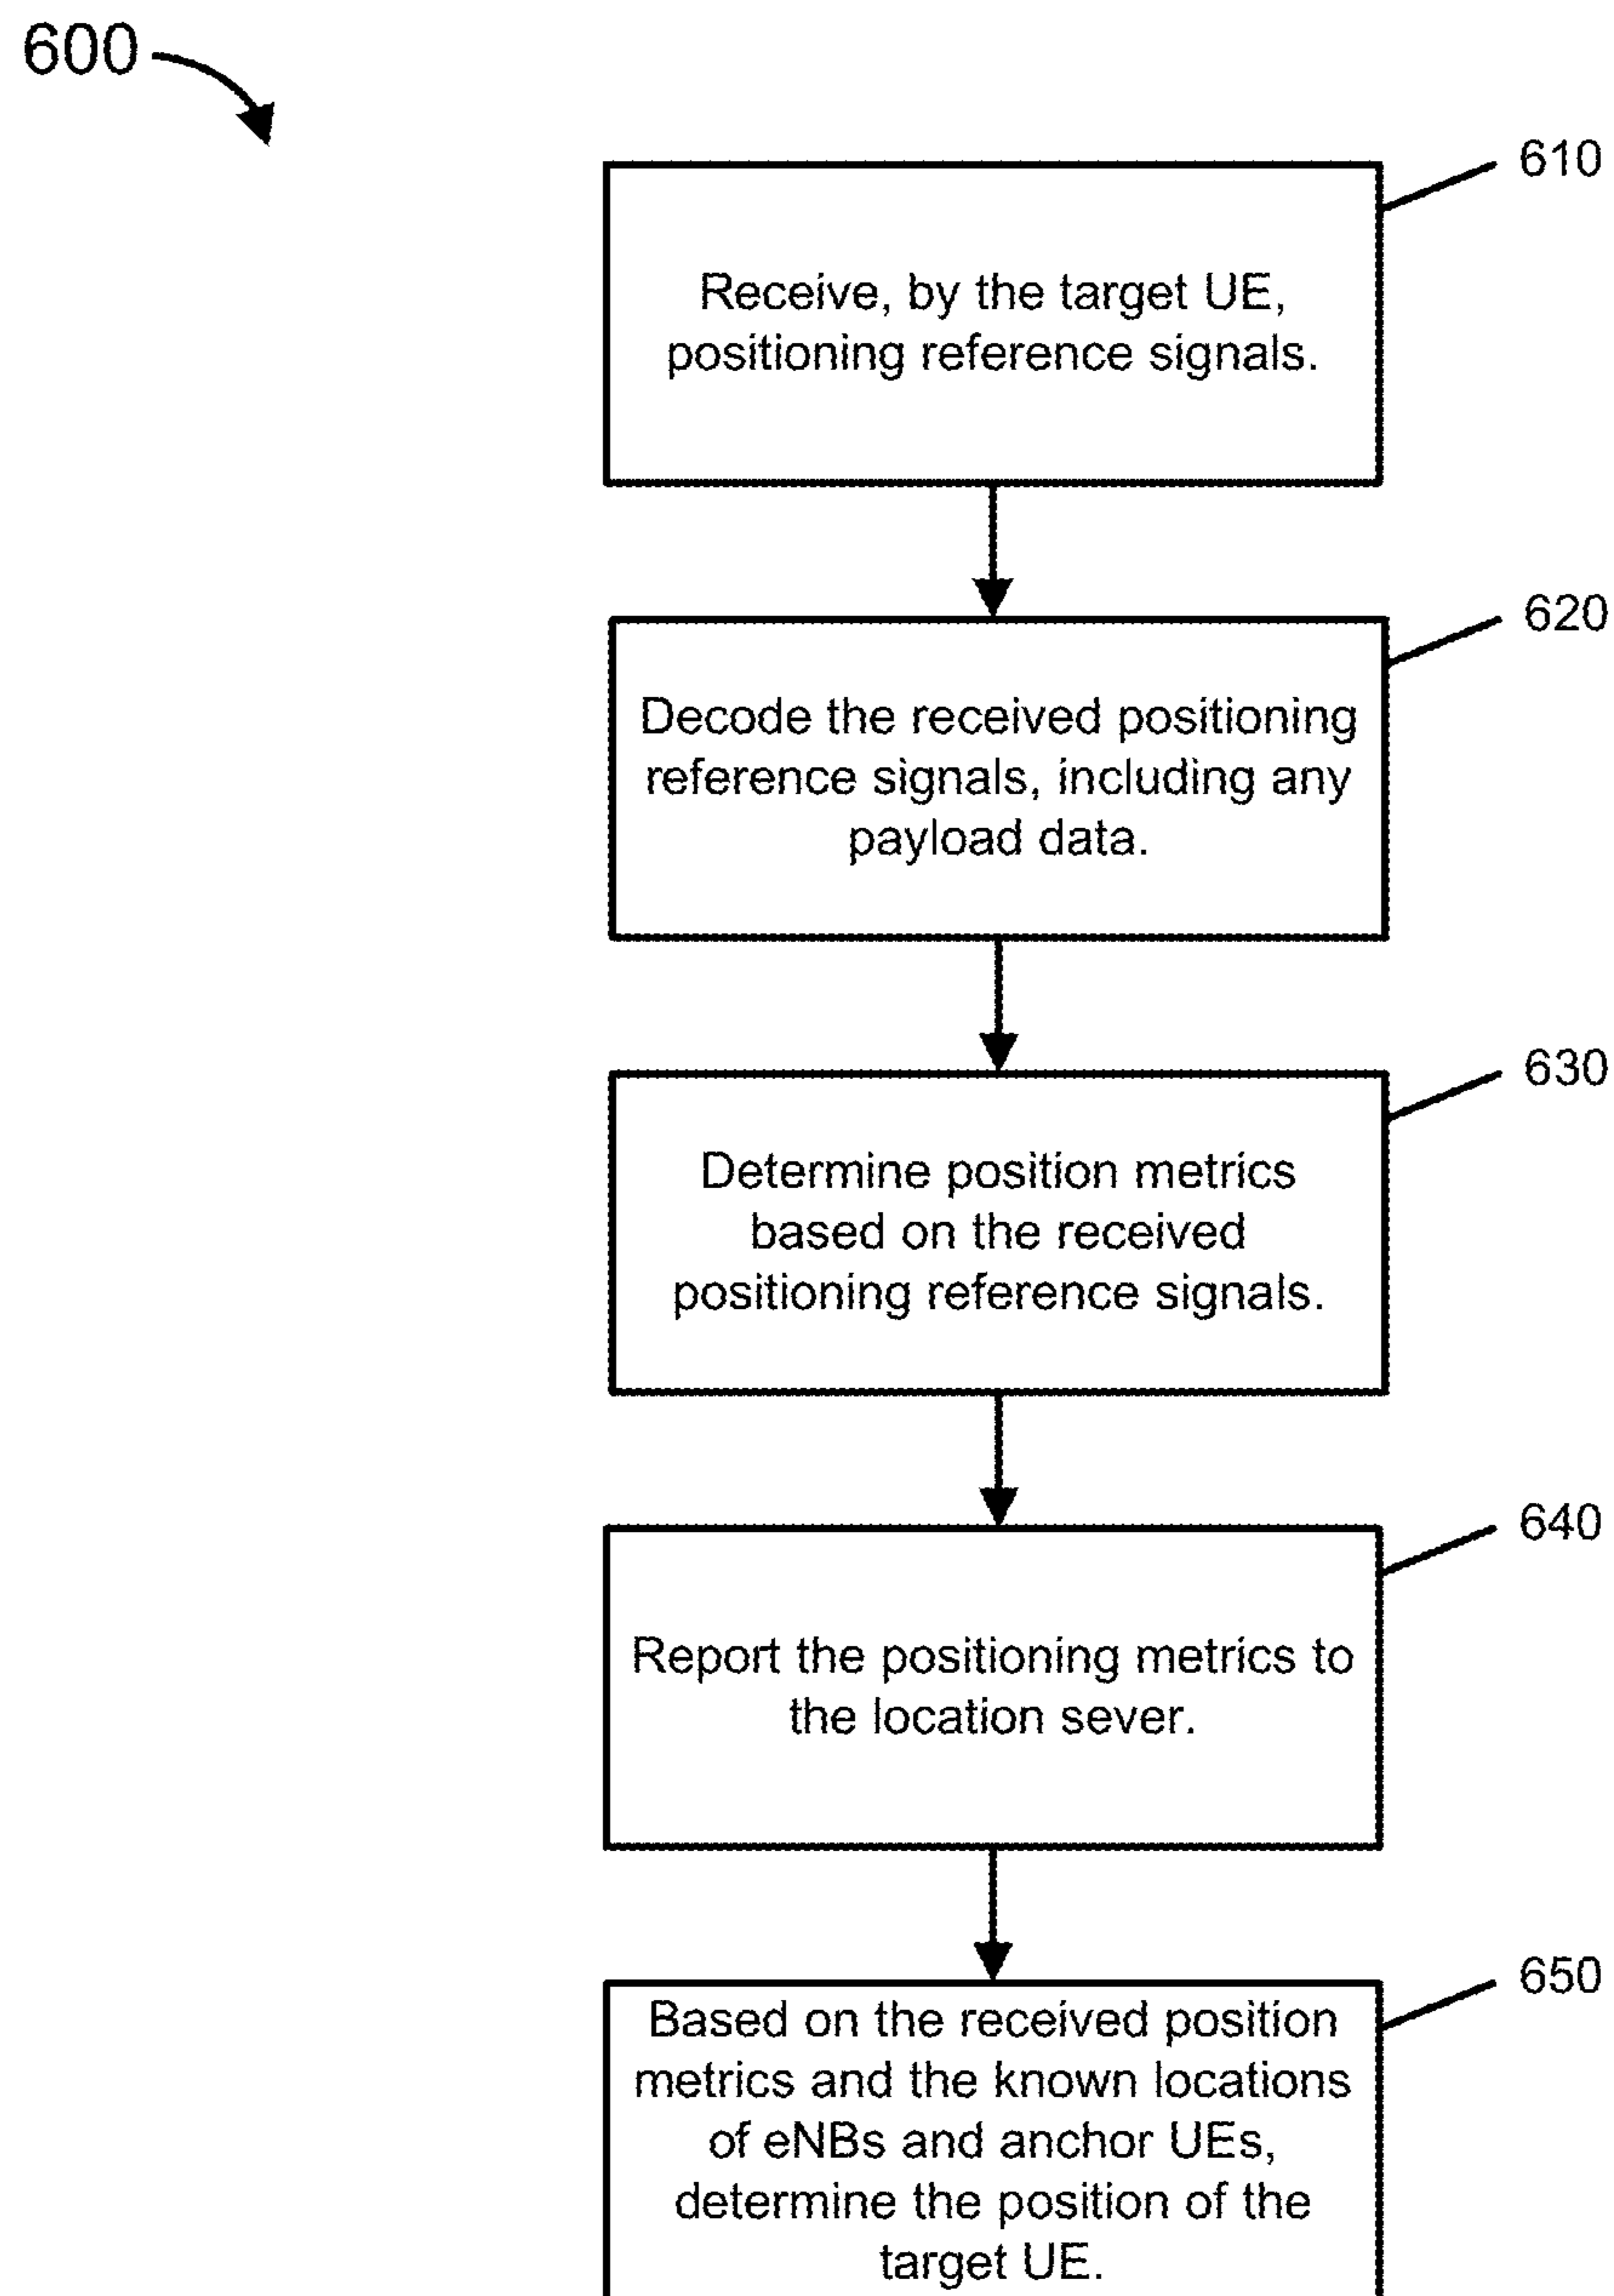 600
610
Receive, by the target UE,
positioning reference signals.
620
Decode the received positioning
reference signals, including any
payload data.
630
Determine position metrics
based on the received
positioning reference signals.
640
Report the positioning metrics to
the location sever.
650
Based on the received position
metrics and the known locations
of eNBs and anchor UEs,
determine the position of the
target UE.